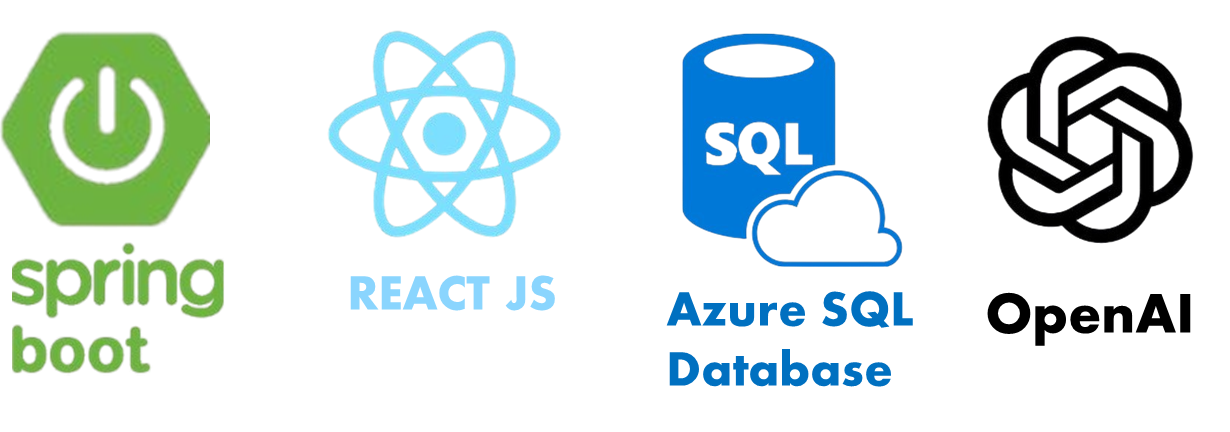 spring
boot
REACT JS
SQL
Azure SQL
Database
OpenAI